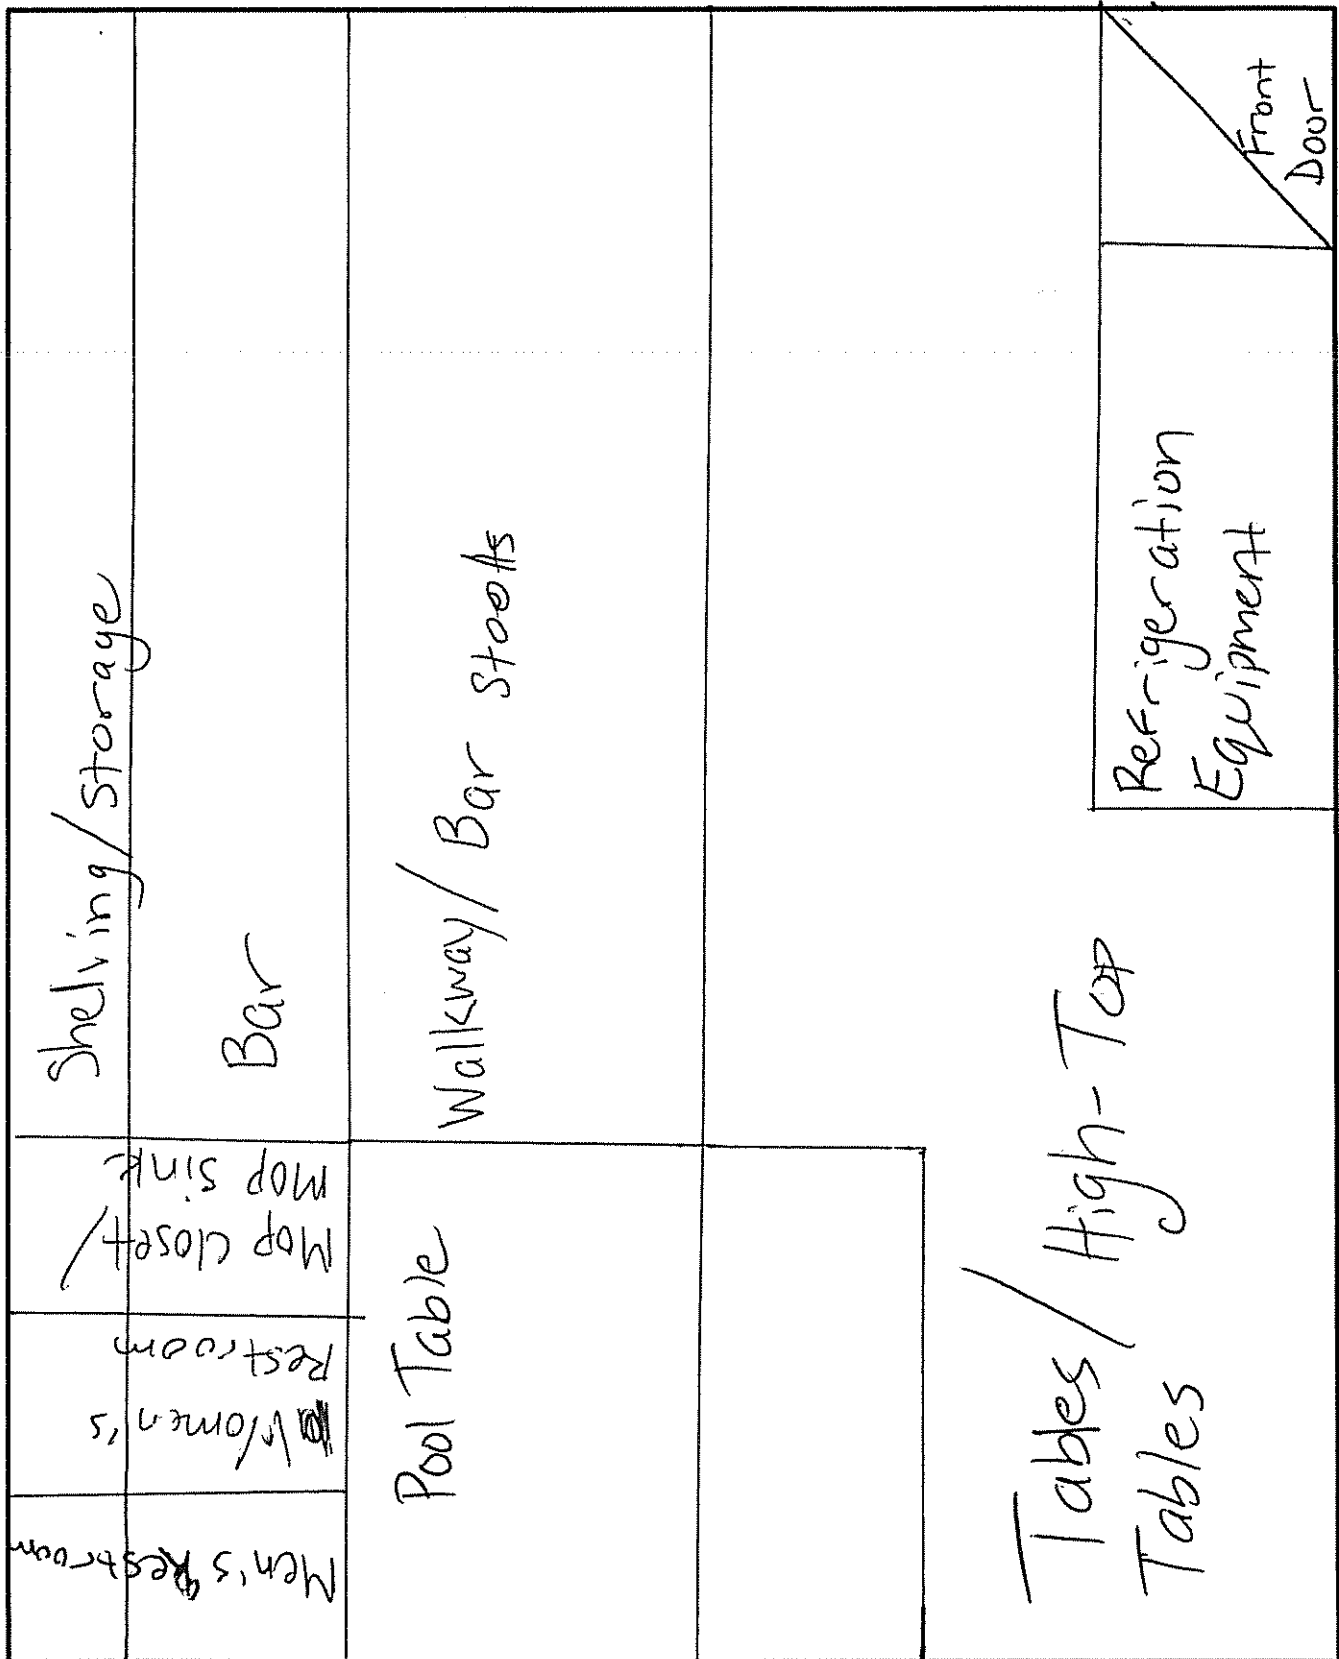 Shelving/Storage
Bar
Walkway/Bar Stools
Men's Restroom
Women's
Restroom
Mop Closet/
Mop Sink
Pool Table
Tables/High-Top
Tables
Refrigeration
Equipment
Front
Door